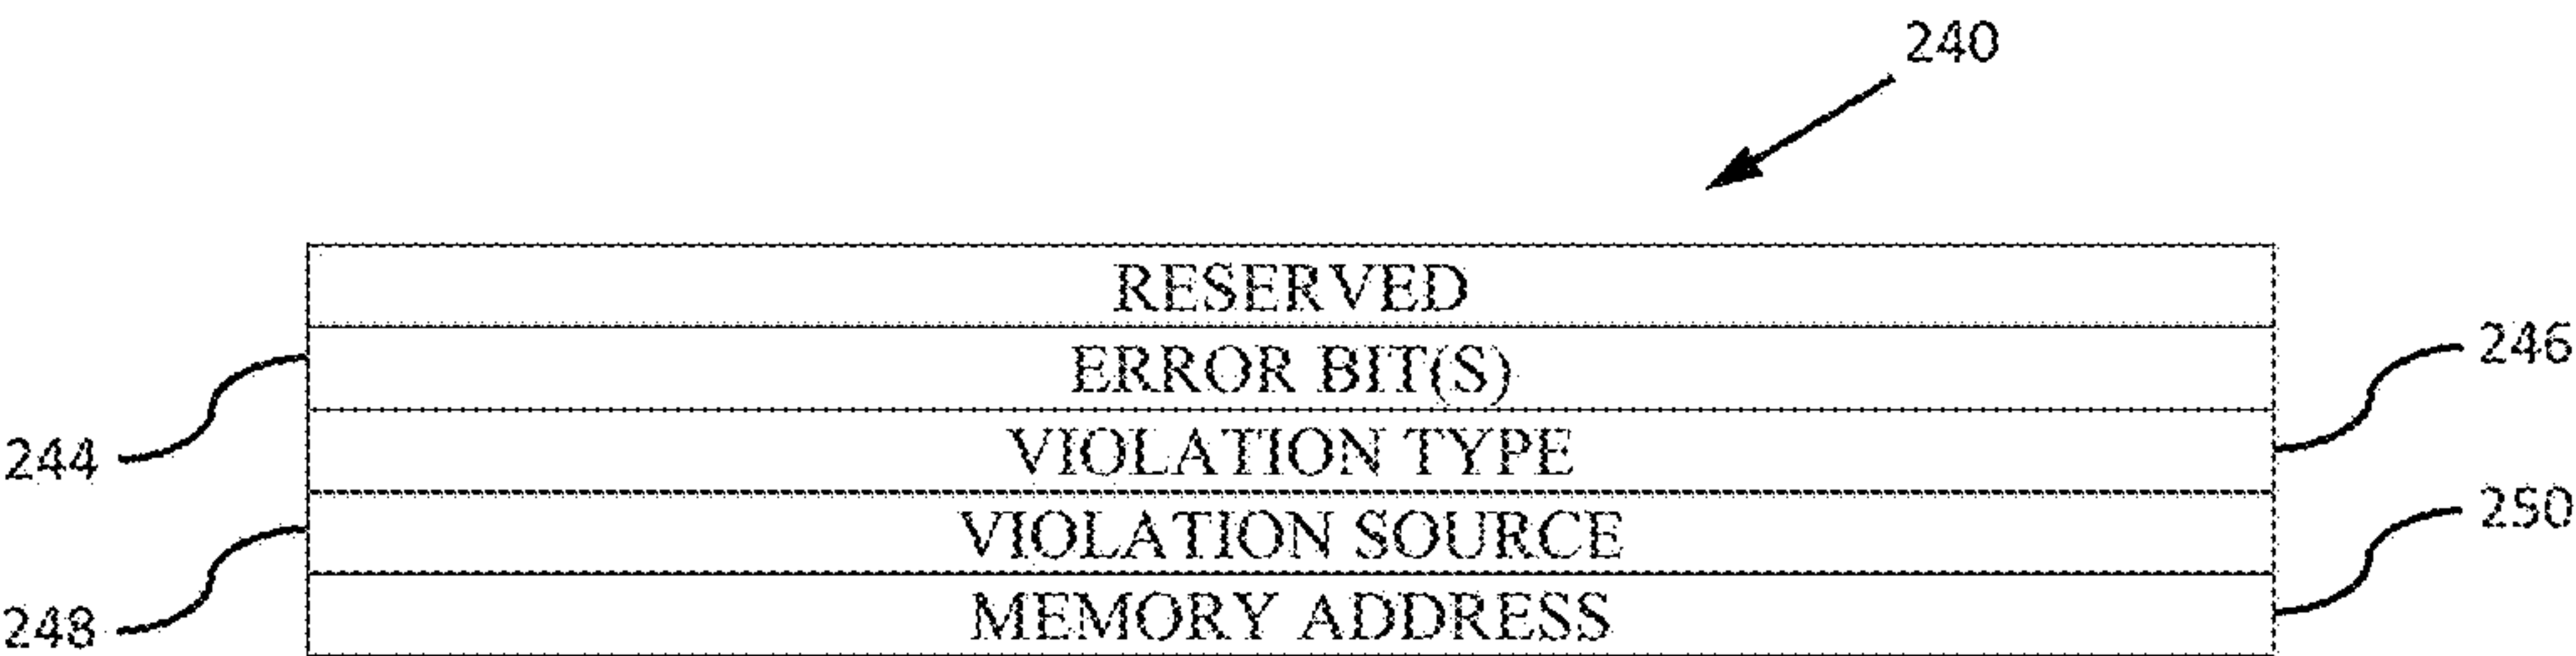 240
RESERVED
ERROR BIT(S)
246
244
VIOLATION TYPE
250
VIOLATION SOURCE
248
MEMORY ADDRESS